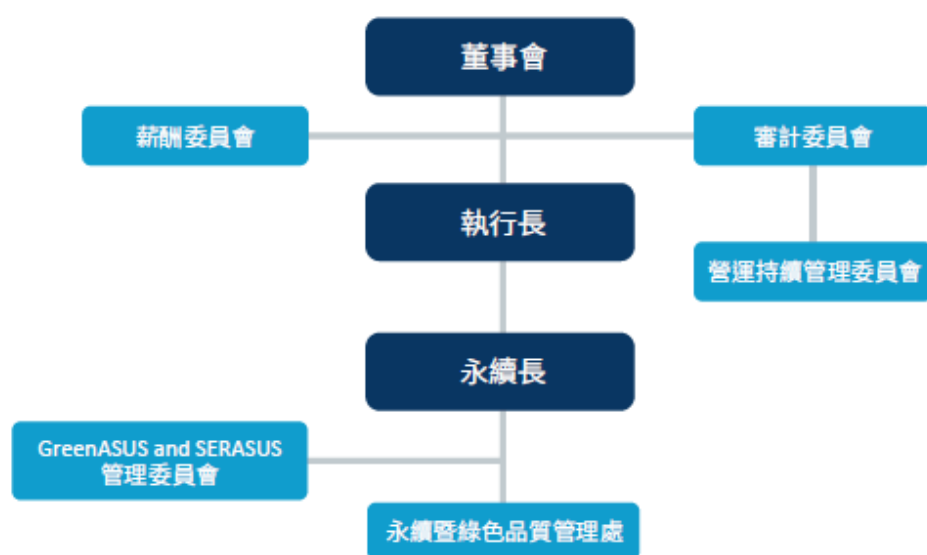 董事會
薪酬委員會
審計委員會
執行長
營運持續管理委員會
永續長
GreenASUS and SERASUS
管理委員會
永續暨綠色品質管理處